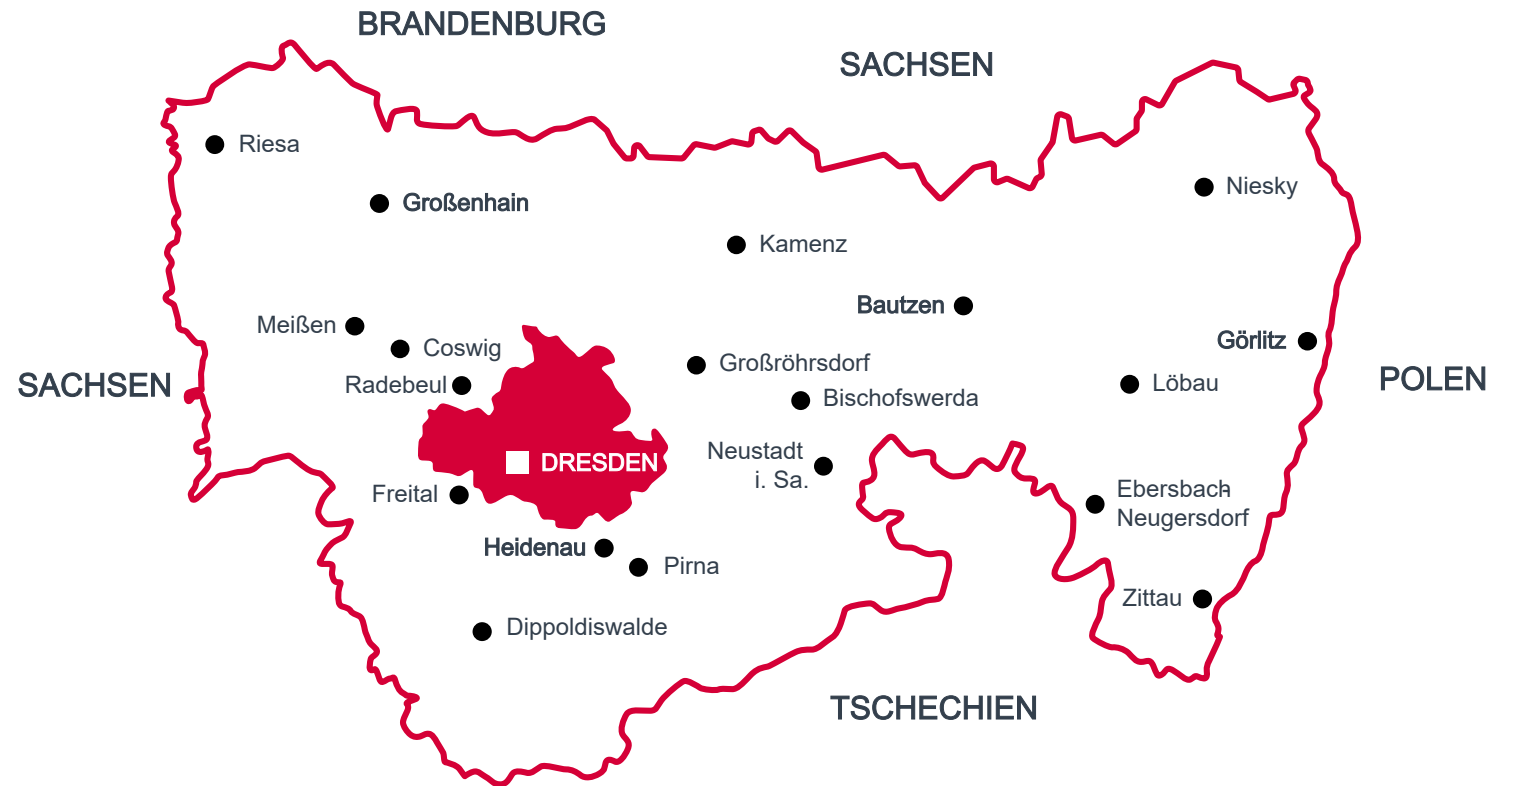 BRANDENBURG
SACHSEN
Riesa
Niesky
Großenhain
Kamenz
Bautzen
Meißen
Görlitz
Coswig
Großröhrsdorf
SACHSEN
Radebeul
Löbau
POLEN
Bischofswerda
Neustadt
i. Sa.
DRESDEN
Freital
Ebersbach-
Neugersdorf
Heidenau
Pirna
Zittau
Dippoldiswalde
TSCHECHIEN